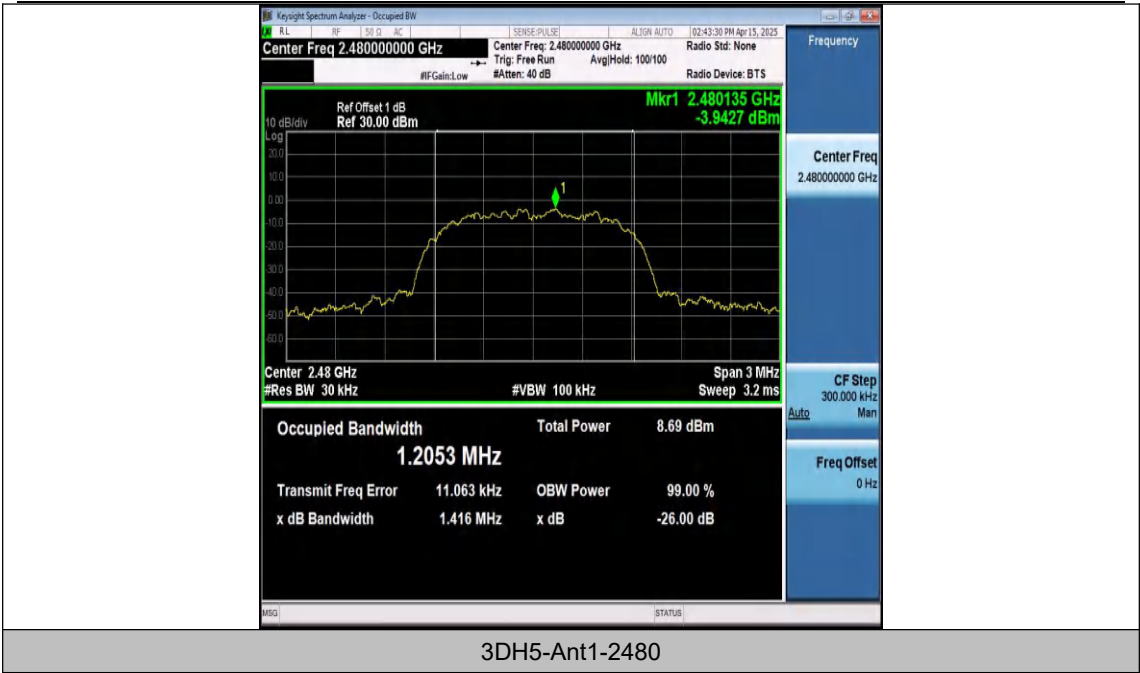 Keysight Spectrum Analyzer - Occupied BW
RL RF 50 Ω AC SENSE:PULSE ALIGN AUTO 02:43:30 PM Apr 15, 2025
Center Freq 2.480000000 GHz
Center Freq: 2.480000000 GHz
Radio Std: None
Trig: Free Run Avg|Hold: 100/100
#IFGain:Low #Atten: 40 dB Radio Device: BTS
Frequency
Mkr1 2.480135 GHz
-3.9427 dBm
Ref Offset 1 dB
10 dB/div Ref 30.00 dBm
Log
20.0
10.0
0.00
-10.0
-20.0
-30.0
-40.0
-50.0
-60.0
1
Center 2.48 GHz Span 3 MHz
#Res BW 30 kHz #VBW 100 kHz Sweep 3.2 ms
Occupied Bandwidth Total Power 8.69 dBm
1.2053 MHz
Transmit Freq Error 11.063 kHz OBW Power 99.00 %
x dB Bandwidth 1.416 MHz x dB -26.00 dB
Center Freq
2.480000000 GHz
CF Step
300.000 kHz
Auto Man
Freq Offset
0 Hz
MSG STATUS
3DH5-Ant1-2480